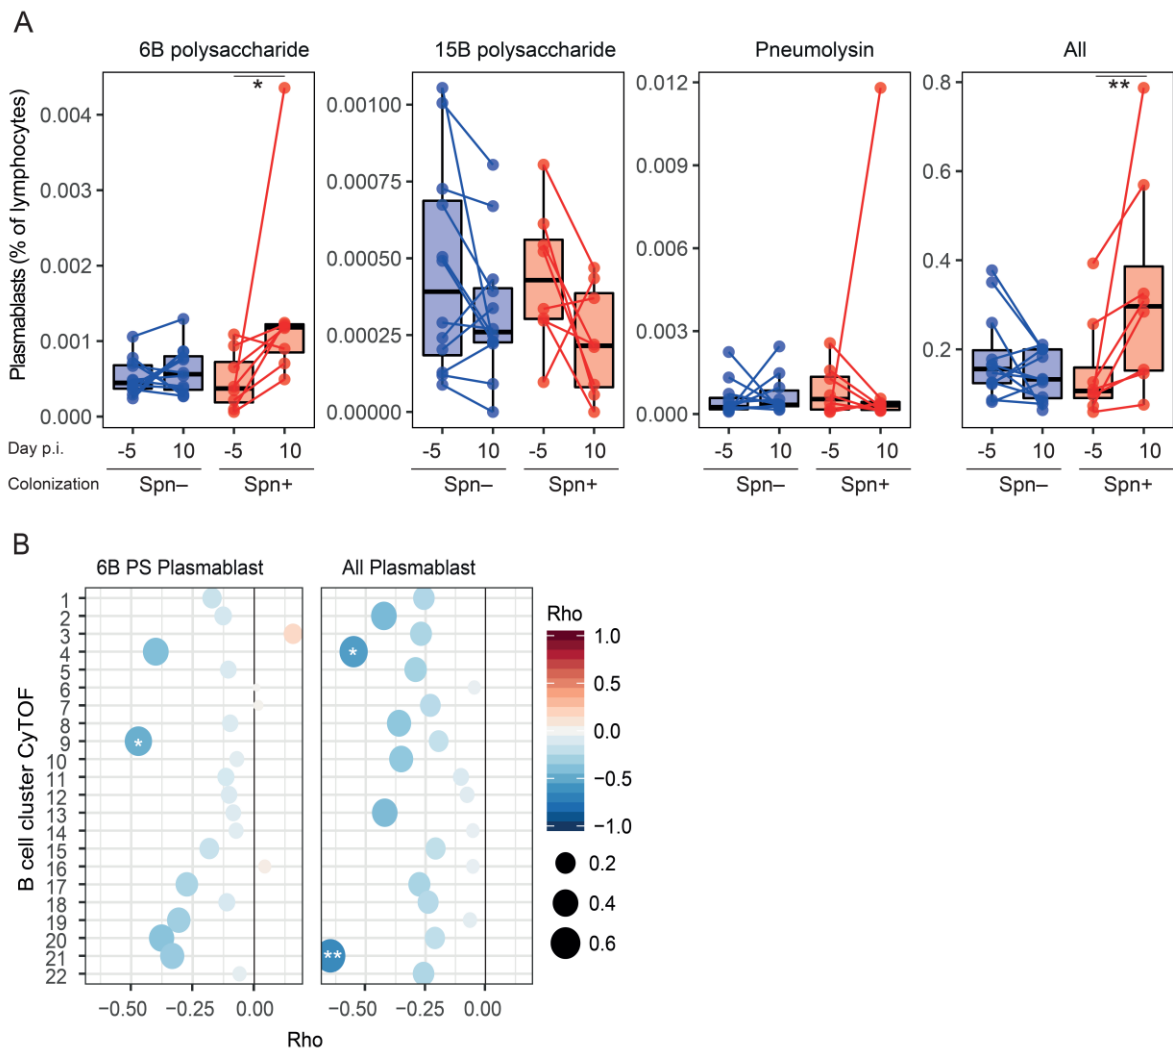 A
6B polysaccharide
15B polysaccharide
Pneumolysin
All
Plasmablasts (% of lymphocytes)
0.004
0.003
0.002
0.001
0.000
*
0.00100
0.00075
0.00050
0.00025
0.00000
0.012
0.009
0.006
0.003
0.000
0.8
0.6
0.4
0.2
**
Day p.i.
-5 10 -5 10
-5 10 -5 10
-5 10 -5 10
-5 10 -5 10
Colonization
Spn– Spn+
Spn– Spn+
Spn– Spn+
Spn– Spn+
B
6B PS Plasmablast
All Plasmablast
B cell cluster CyTOF
1
2
3
4
5
6
7
8
9
10
11
12
13
14
15
16
17
18
19
20
21
22
*
*
**
−0.50 −0.25 0.00
−0.50 −0.25 0.00
Rho
Rho
1.0
0.5
0.0
−0.5
−1.0
0.2
0.4
0.6